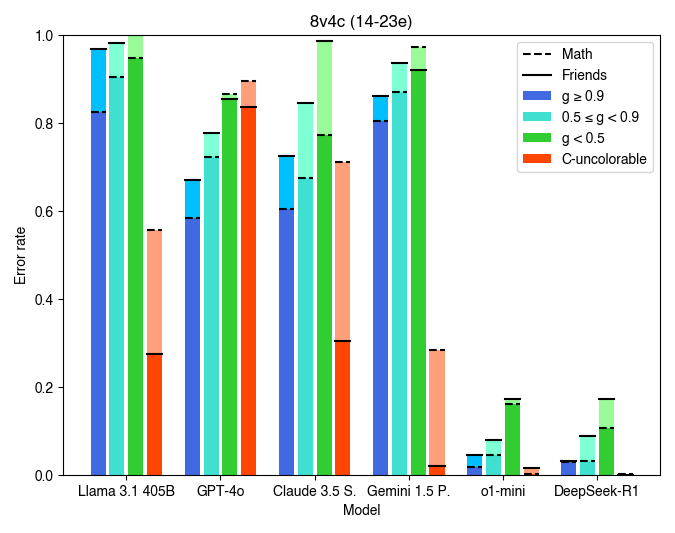 8v4c (14-23e)
Math
Friends
g ≥ 0.9
0.5 ≤ g < 0.9
g < 0.5
C-uncolorable
1.0
0.8
0.6
0.4
0.2
0.0
Error rate
Llama 3.1 405B GPT-4o Claude 3.5 S. Gemini 1.5 P. o1-mini DeepSeek-R1
Model